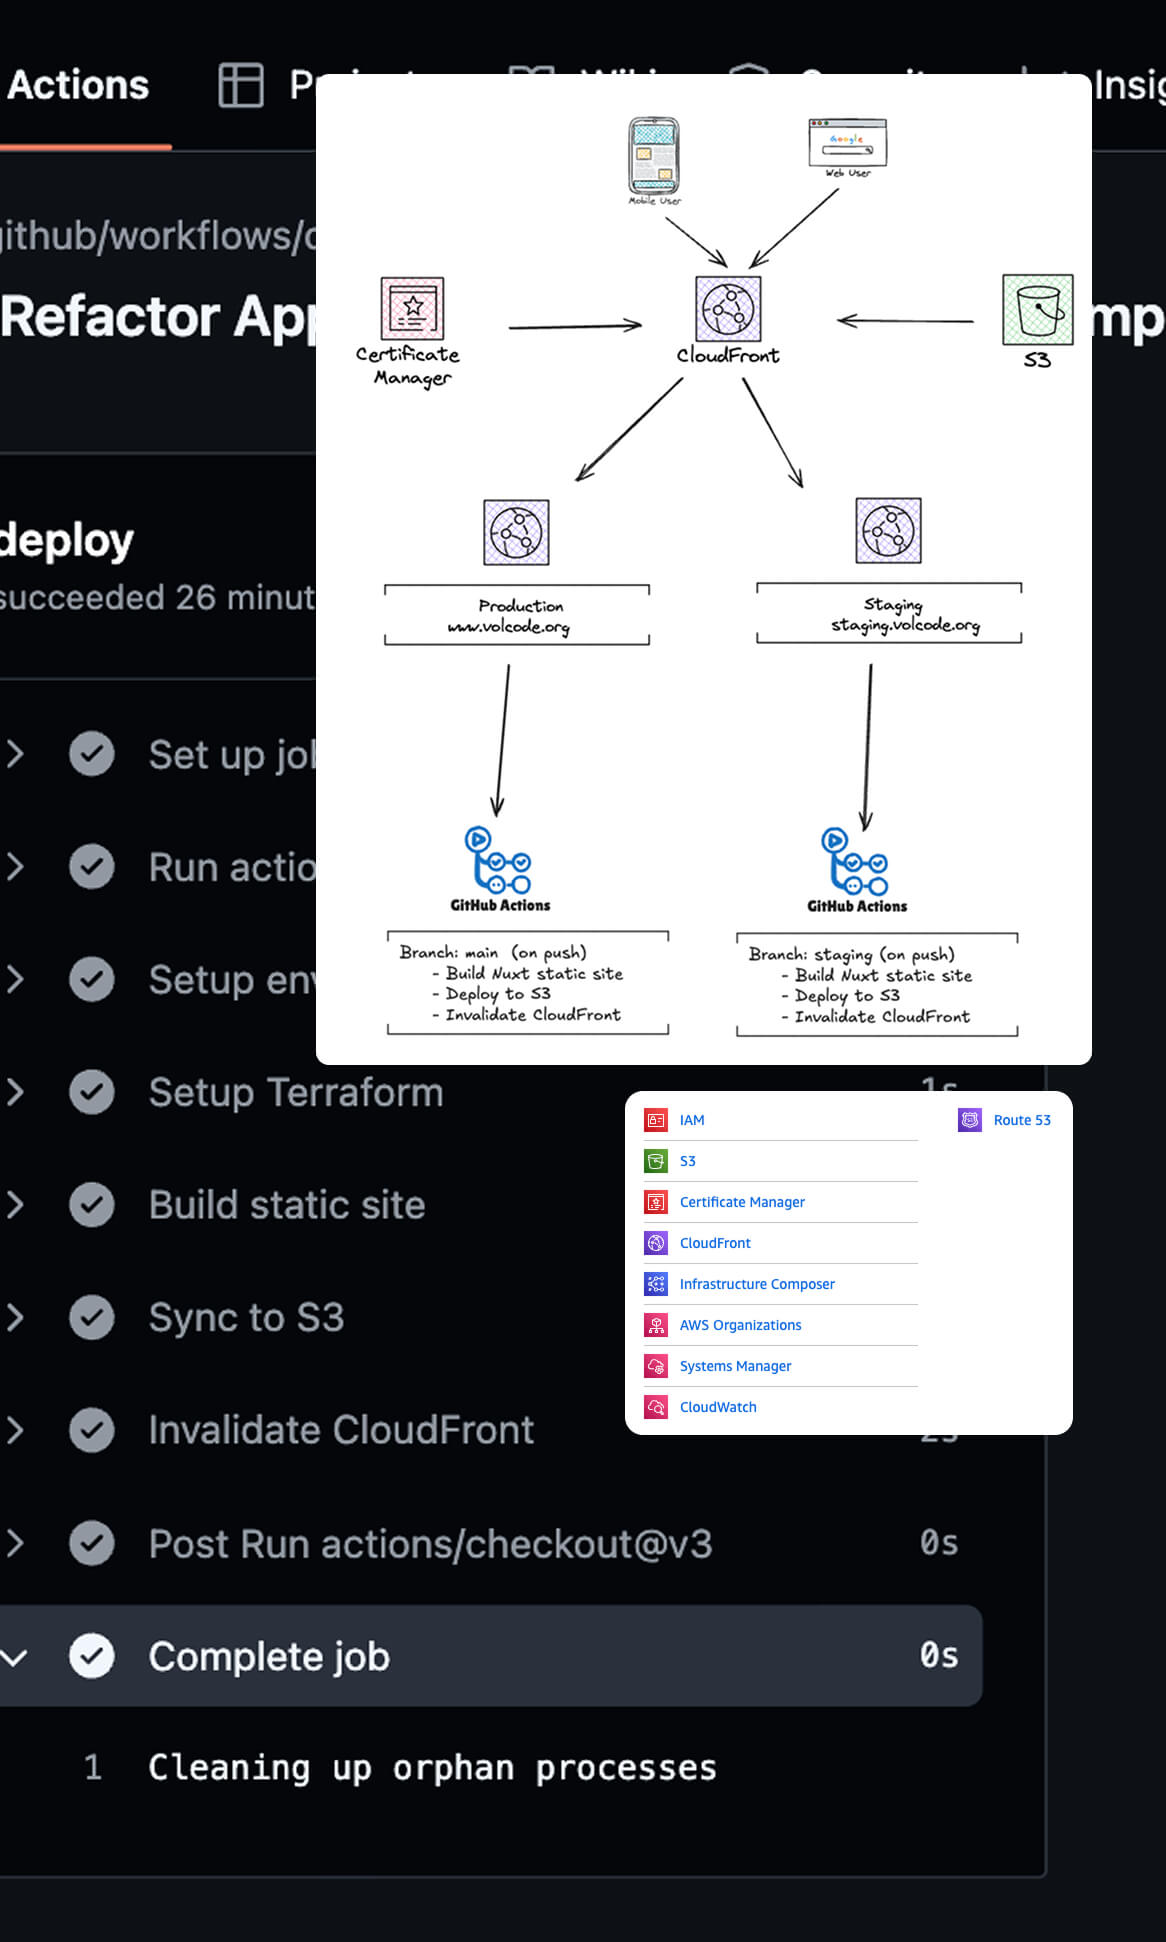 Actions
Insig
github/workflows/
Refactor App
mp
deploy
succeeded 26 minut
Set up job
Run actio
Setup env
Setup Terraform
1s
Build static site
Sync to S3
Invalidate CloudFront
2s
Post Run actions/checkout@v3
0s
Complete job
0s
1
Cleaning up orphan processes
Mobile User
Google
Web User
Certificate
Manager
CloudFront
S3
Production
www.volcode.org
Staging
staging.volcode.org
GitHub Actions
GitHub Actions
Branch: main (on push)
- Build Nuxt static site
- Deploy to S3
- Invalidate CloudFront
Branch: staging (on push)
- Build Nuxt static site
- Deploy to S3
- Invalidate CloudFront
IAM
S3
Certificate Manager
CloudFront
Infrastructure Composer
AWS Organizations
Systems Manager
CloudWatch
Route 53